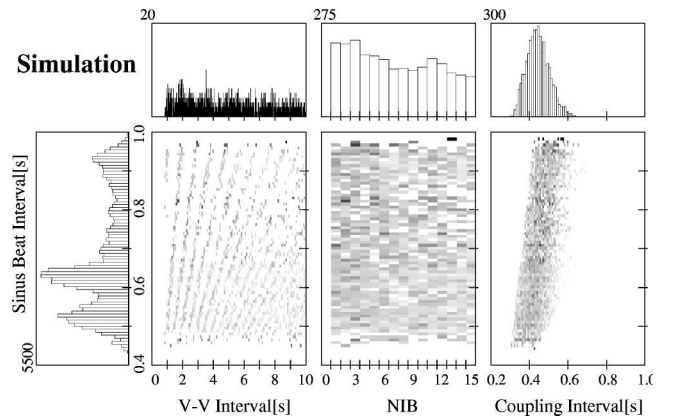 20
275
300
Simulation
Sinus Beat Interval[s]
5500
0.4
0.6
0.8
1.0
0 2 4 6 8 10
0 3 6 9 12 15
0.2 0.4 0.6 0.8 1.0
V-V Interval[s]
NIB
Coupling Interval[s]